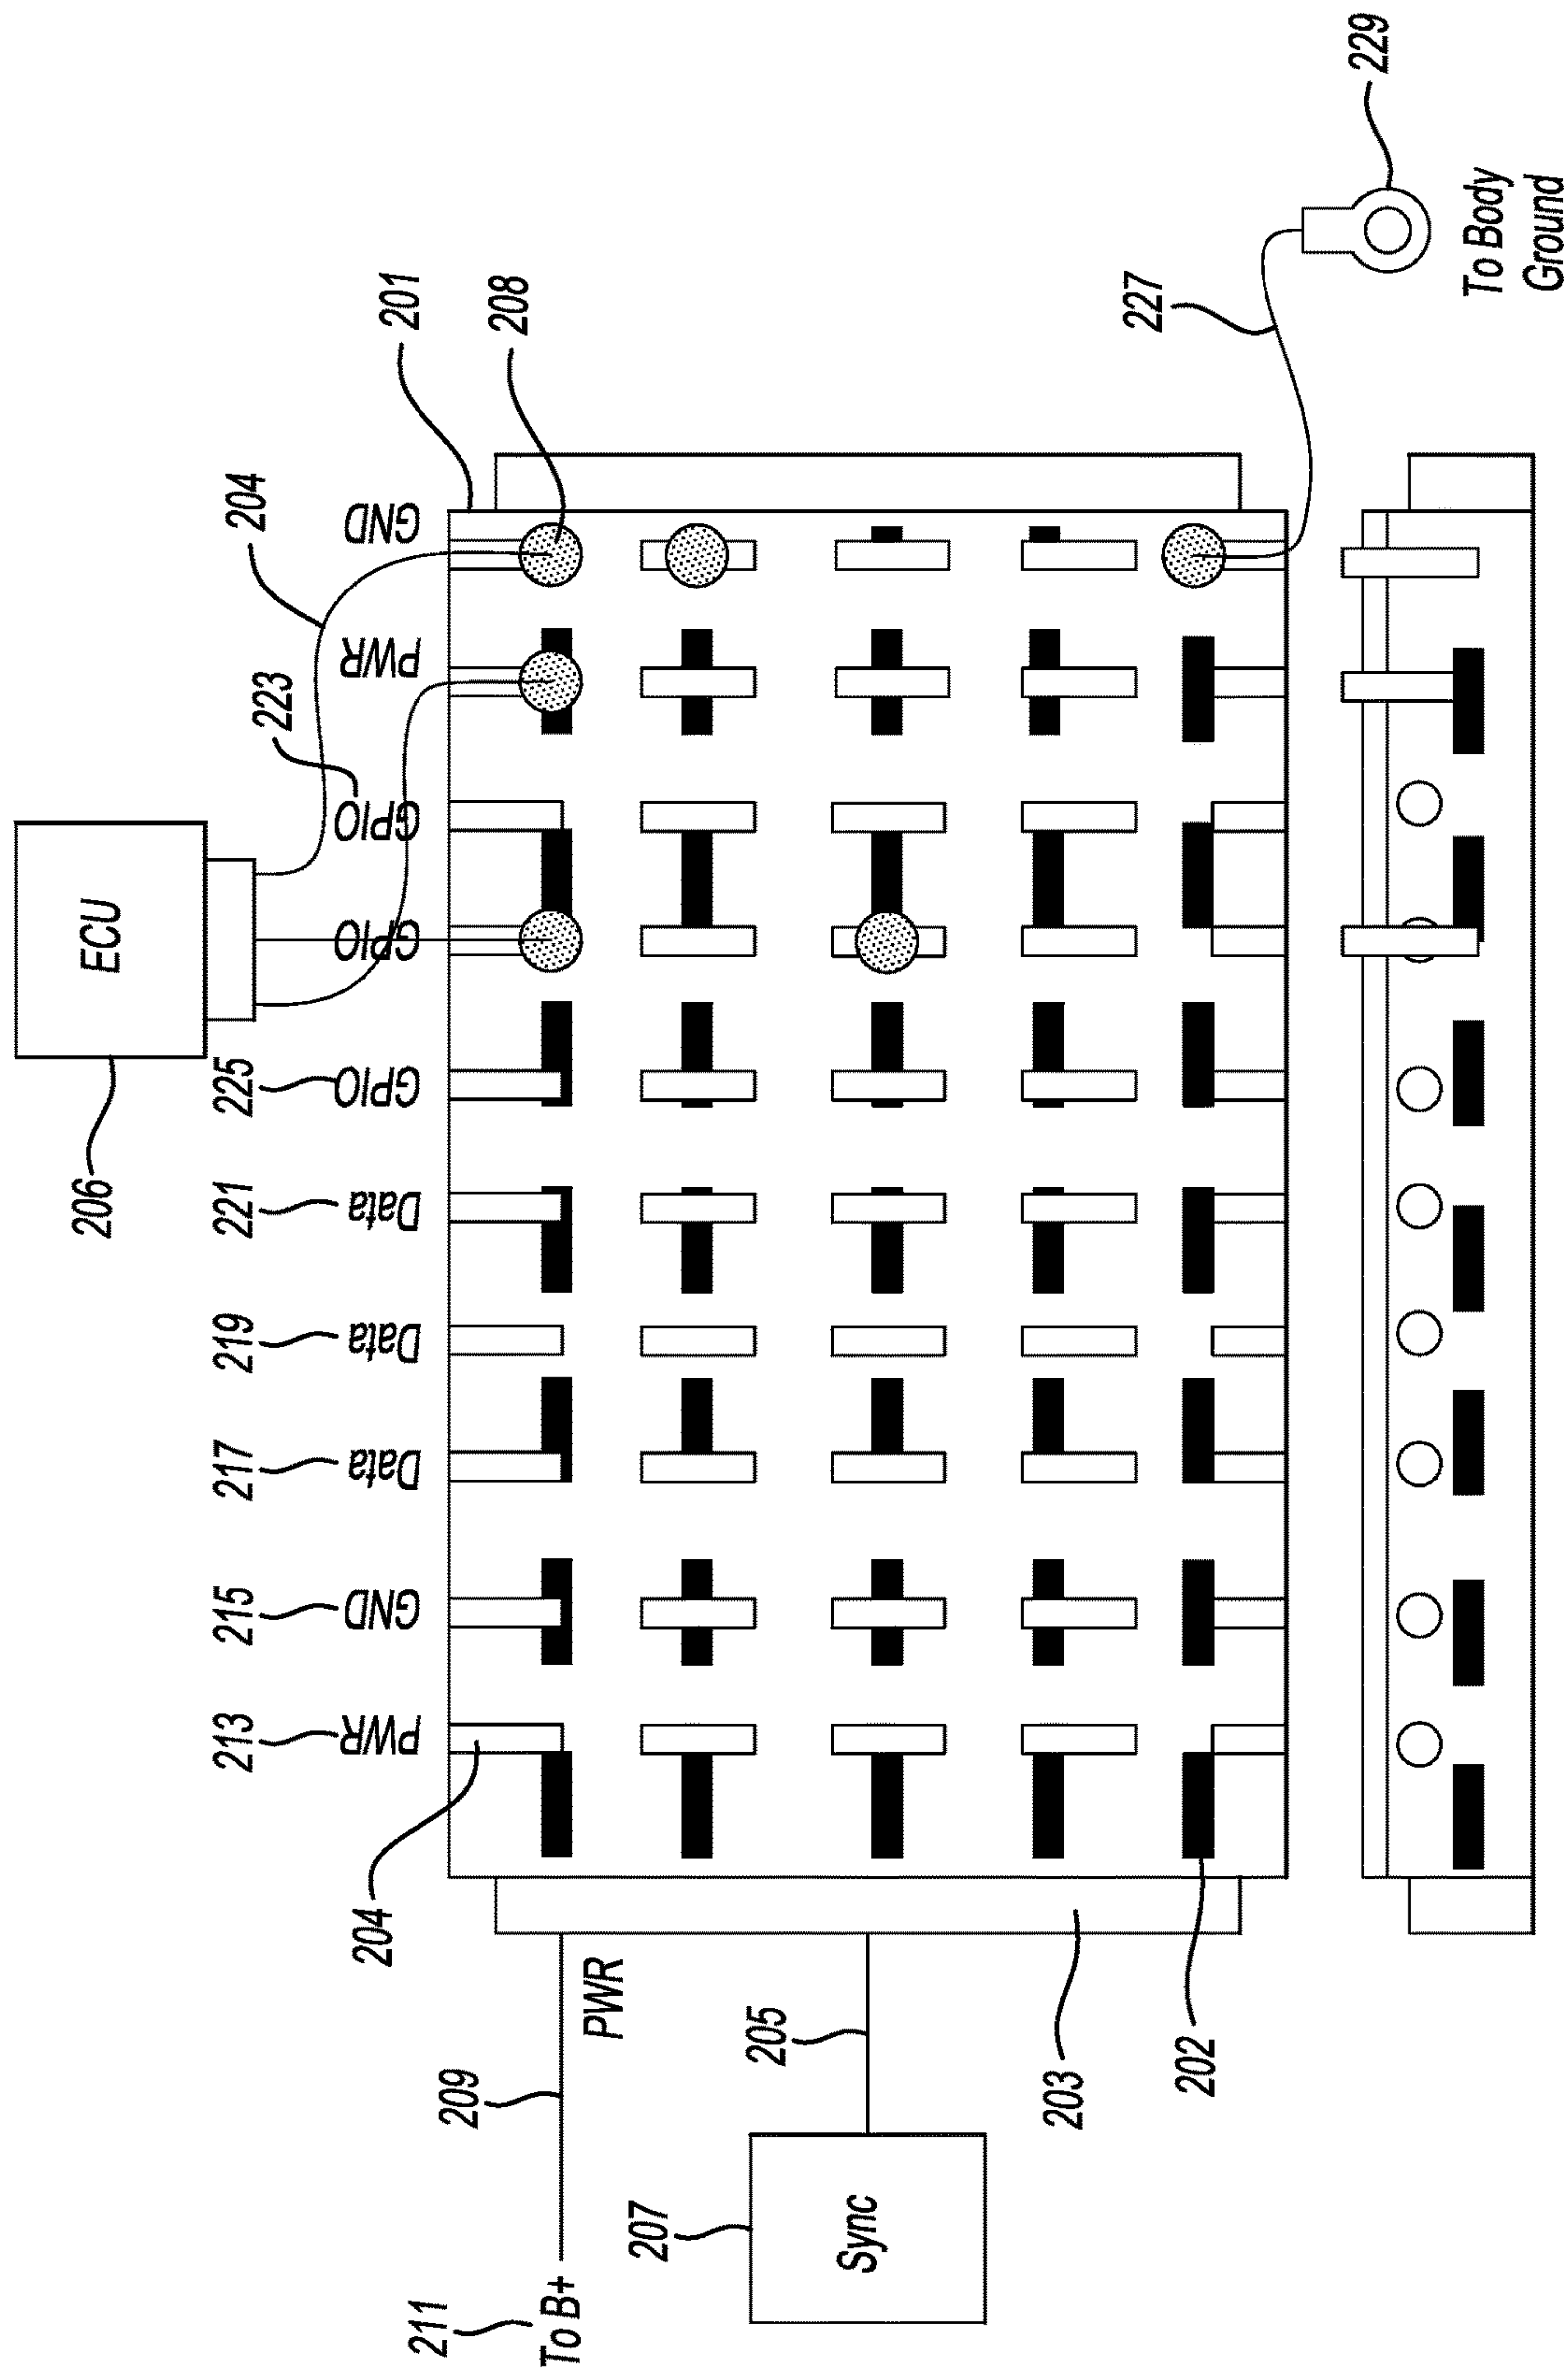 229
To Body
Ground
227
201
208
204
GND
PWR
223
GPIO
GPIO
225
GPIO
ECU
206
221
Data
219
Data
217
Data
215
GND
213
PWR
204
PWR
209
205
203
202
207
Sync
211
To B+